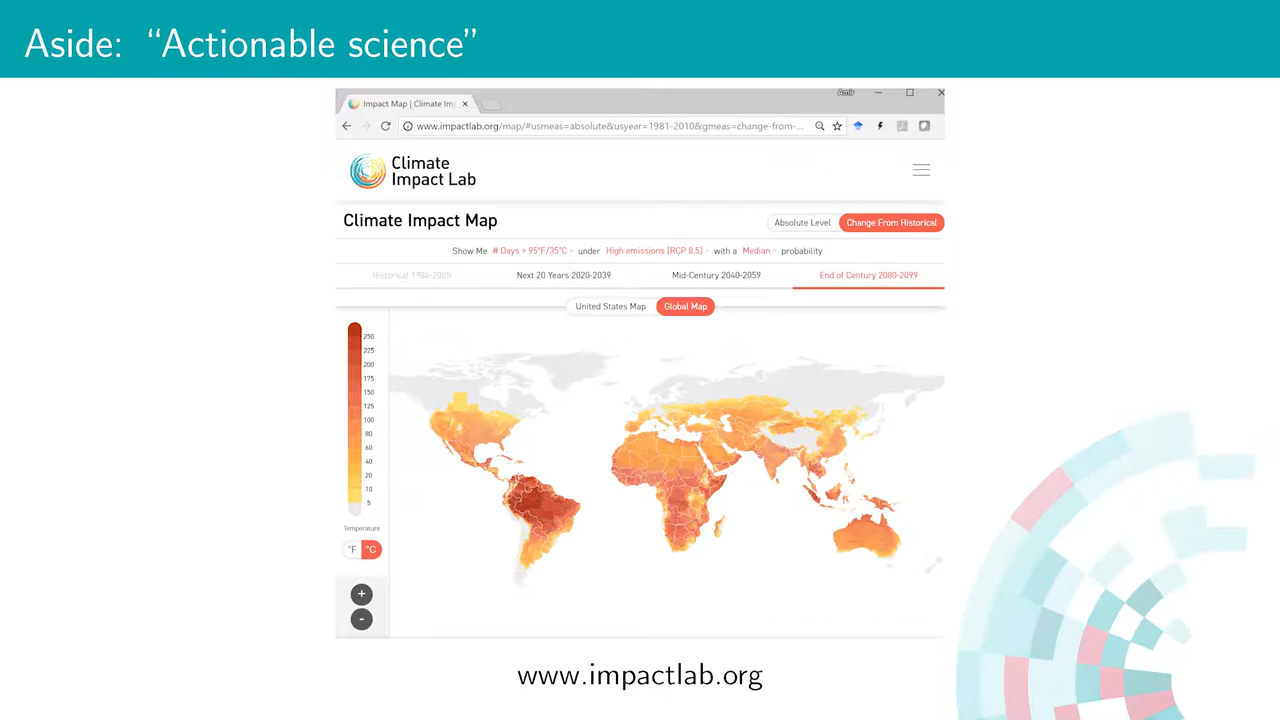 Aside: “Actionable science”
Amir
Impact Map | Climate Im
www.impactlab.org/map/#usmeas=absolute&usyear=1981-2010&gmeas=change-from-...
Climate
Impact Lab
Climate Impact Map
Absolute Level Change From Historical
Show Me # Days > 95°F/35°C under High emissions (RCP 8.5) with a Median probability
Historical 1986-2005 Next 20 Years 2020-2039 Mid-Century 2040-2059 End of Century 2080-2099
United States Map Global Map
250
225
200
175
150
125
100
80
60
40
20
10
5
Temperature
°F °C
+
-
www.impactlab.org